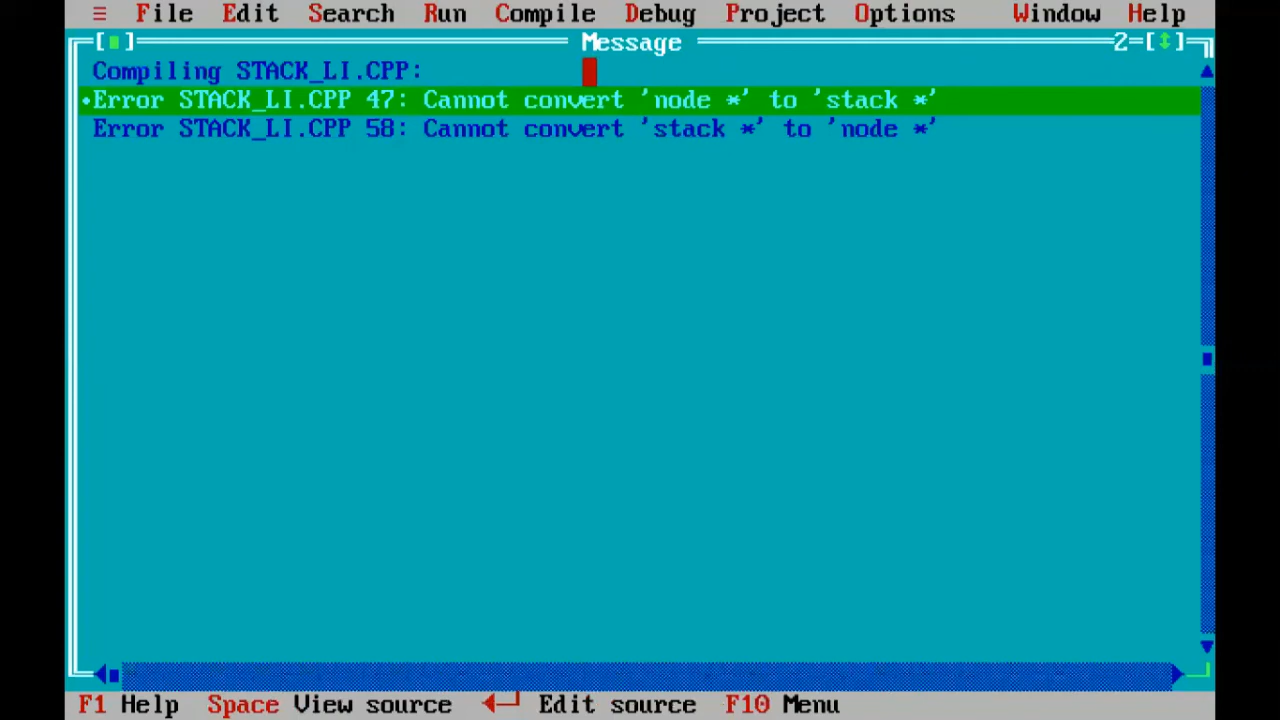 ≡ File Edit Search Run Compile Debug Project Options Window Help
[■] Message 2=[↕]
Compiling STACK_LI.CPP:
•Error STACK_LI.CPP 47: Cannot convert 'node *' to 'stack *'
Error STACK_LI.CPP 58: Cannot convert 'stack *' to 'node *'
F1 Help Space View source ◄─┘ Edit source F10 Menu